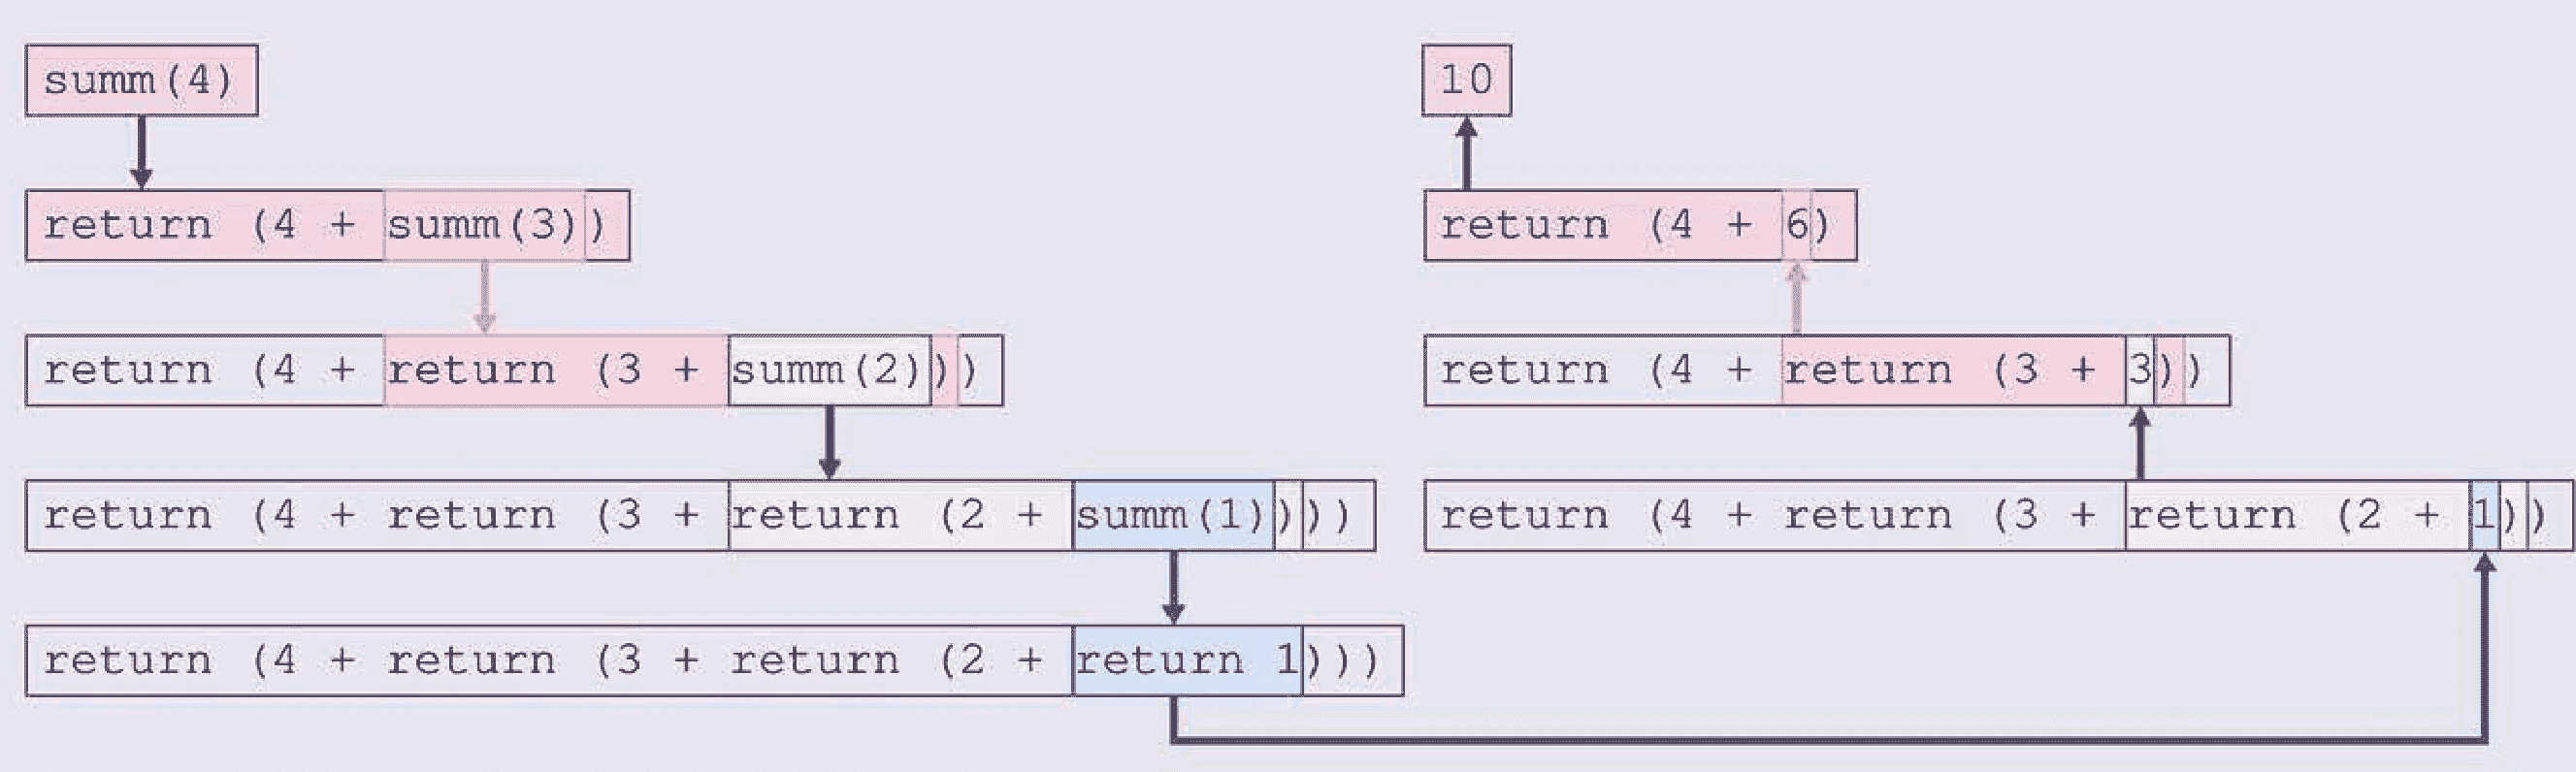 summ(4)
return (4 + summ(3))
return (4 + return (3 + summ(2)))
return (4 + return (3 + return (2 + summ(1))))
return (4 + return (3 + return (2 + return 1)))
10
return (4 + 6)
return (4 + return (3 + 3))
return (4 + return (3 + return (2 + 1))